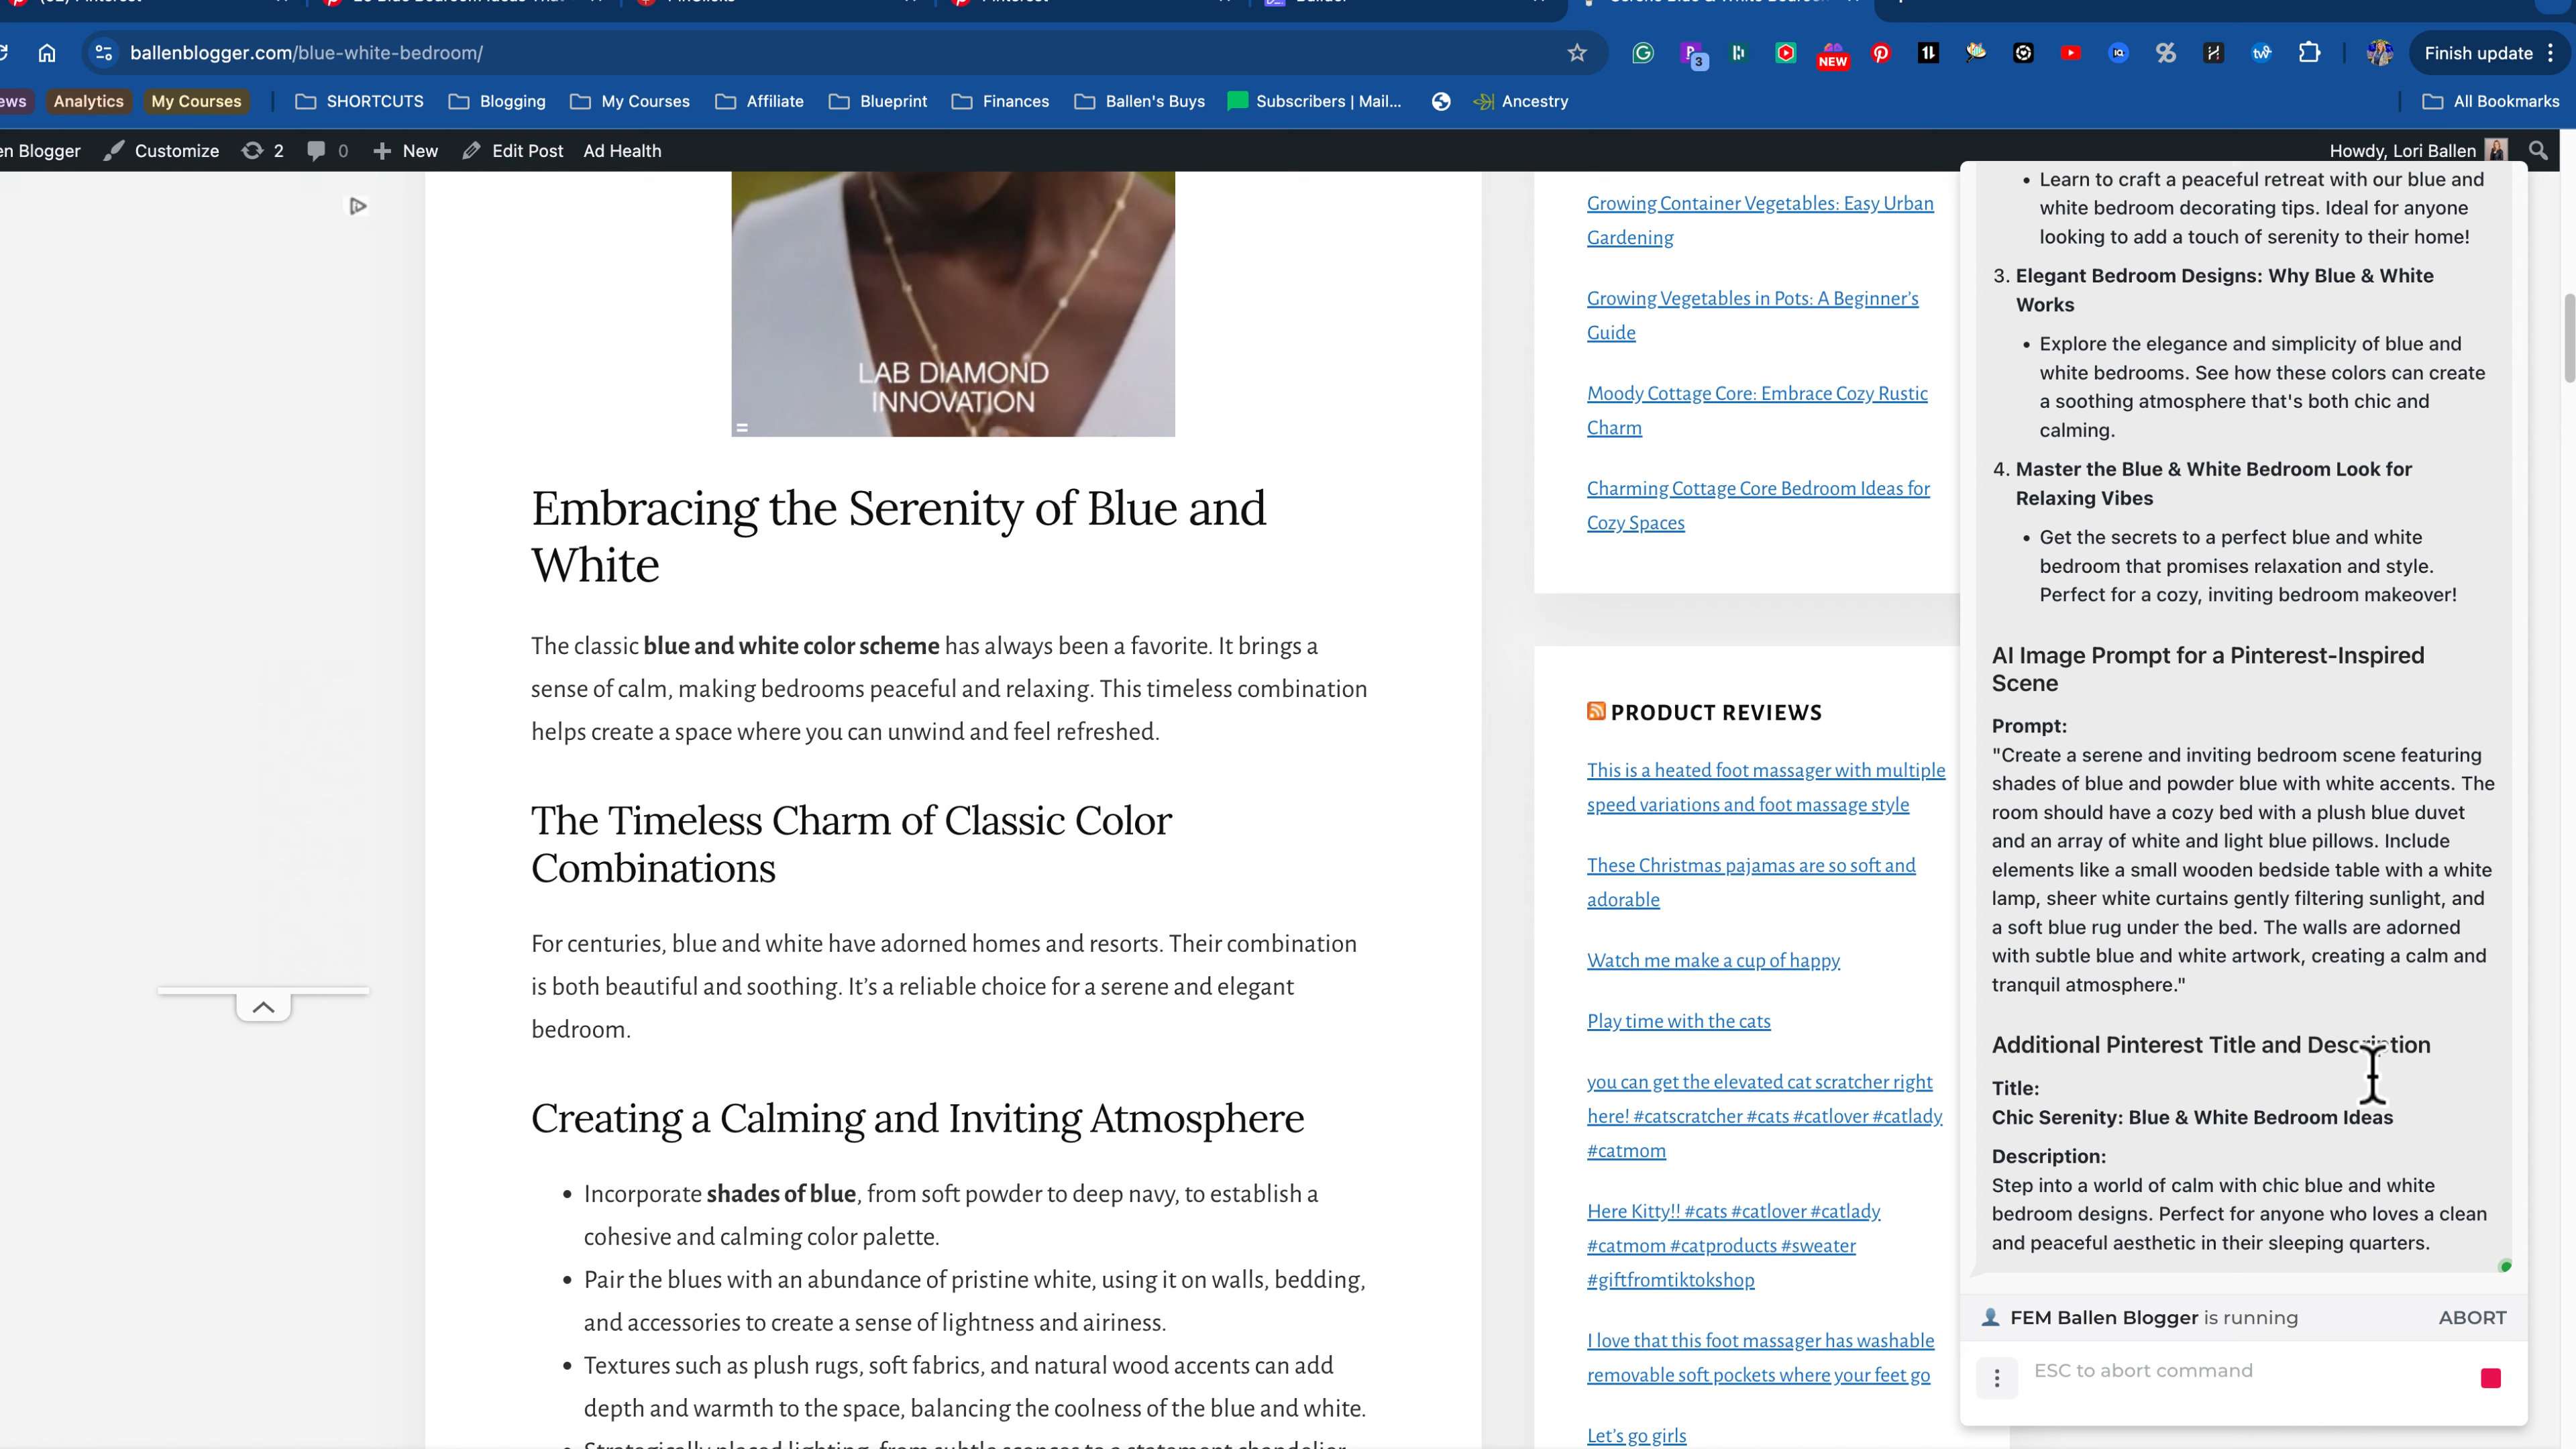 ballenblogger.com/blue-white-bedroom/
3
NEW
Finish update
ews
Analytics
My Courses
SHORTCUTS
Blogging
My Courses
Affiliate
Blueprint
Finances
Ballen's Buys
Subscribers | Mail...
Ancestry
All Bookmarks
en Blogger
Customize
2
0
New
Edit Post
Ad Health
Howdy, Lori Ballen
LAB DIAMOND
INNOVATION
Embracing the Serenity of Blue and
White
The classic blue and white color scheme has always been a favorite. It brings a
sense of calm, making bedrooms peaceful and relaxing. This timeless combination
helps create a space where you can unwind and feel refreshed.
The Timeless Charm of Classic Color
Combinations
For centuries, blue and white have adorned homes and resorts. Their combination
is both beautiful and soothing. It's a reliable choice for a serene and elegant
bedroom.
Creating a Calming and Inviting Atmosphere
• Incorporate shades of blue, from soft powder to deep navy, to establish a
cohesive and calming color palette.
• Pair the blues with an abundance of pristine white, using it on walls, bedding,
and accessories to create a sense of lightness and airiness.
• Textures such as plush rugs, soft fabrics, and natural wood accents can add
depth and warmth to the space, balancing the coolness of the blue and white.
Growing Container Vegetables: Easy Urban
Gardening
Growing Vegetables in Pots: A Beginner's
Guide
Moody Cottage Core: Embrace Cozy Rustic
Charm
Charming Cottage Core Bedroom Ideas for
Cozy Spaces
PRODUCT REVIEWS
This is a heated foot massager with multiple
speed variations and foot massage style
These Christmas pajamas are so soft and
adorable
Watch me make a cup of happy
Play time with the cats
you can get the elevated cat scratcher right
here! #catscratcher #cats #catlover #catlady
#catmom
Here Kitty!! #cats #catlover #catlady
#catmom #catproducts #sweater
#giftfromtiktokshop
I love that this foot massager has washable
removable soft pockets where your feet go
Let's go girls
• Learn to craft a peaceful retreat with our blue and
white bedroom decorating tips. Ideal for anyone
looking to add a touch of serenity to their home!
3. Elegant Bedroom Designs: Why Blue & White
Works
• Explore the elegance and simplicity of blue and
white bedrooms. See how these colors can create
a soothing atmosphere that's both chic and
calming.
4. Master the Blue & White Bedroom Look for
Relaxing Vibes
• Get the secrets to a perfect blue and white
bedroom that promises relaxation and style.
Perfect for a cozy, inviting bedroom makeover!
AI Image Prompt for a Pinterest-Inspired
Scene
Prompt:
"Create a serene and inviting bedroom scene featuring
shades of blue and powder blue with white accents. The
room should have a cozy bed with a plush blue duvet
and an array of white and light blue pillows. Include
elements like a small wooden bedside table with a white
lamp, sheer white curtains gently filtering sunlight, and
a soft blue rug under the bed. The walls are adorned
with subtle blue and white artwork, creating a calm and
tranquil atmosphere."
Additional Pinterest Title and Description
Title:
Chic Serenity: Blue & White Bedroom Ideas
Description:
Step into a world of calm with chic blue and white
bedroom designs. Perfect for anyone who loves a clean
and peaceful aesthetic in their sleeping quarters.
FEM Ballen Blogger is running
ABORT
ESC to abort command